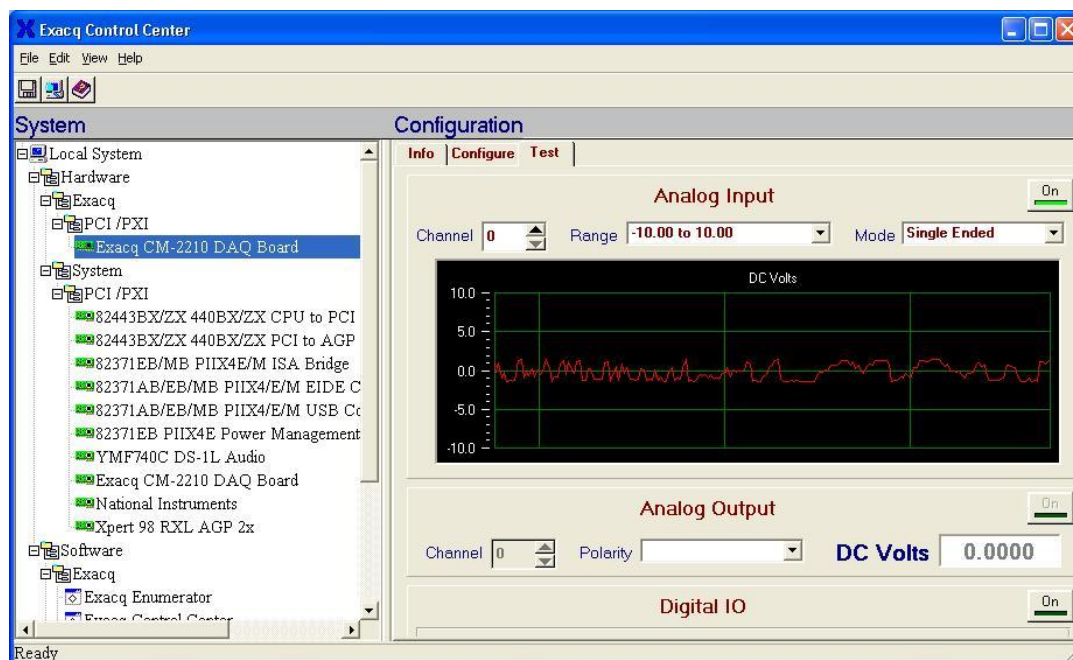 Exacq Control Center
File Edit View Help
System
Configuration
Local System
Hardware
Exacq
PCI /PXI
Exacq CM-2210 DAQ Board
System
PCI /PXI
82443BX/ZX 440BX/ZX CPU to PCI
82443BX/ZX 440BX/ZX PCI to AGP
82371EB/MB PIIX4E/M ISA Bridge
82371AB/EB/MB PIIX4/E/M EIDE C
82371AB/EB/MB PIIX4/E/M USB Co
82371EB PIIX4E Power Management
YMF740C DS-1L Audio
Exacq CM-2210 DAQ Board
National Instruments
Xpert 98 RXL AGP 2x
Software
Exacq
Exacq Enumerator
Exacq Control Center
Info Configure Test
Analog Input
On
Channel 0 Range -10.00 to 10.00 Mode Single Ended
DC Volts
10.0
5.0
0.0
-5.0
-10.0
Analog Output
On
Channel 0 Polarity DC Volts 0.0000
Digital IO
On
Ready